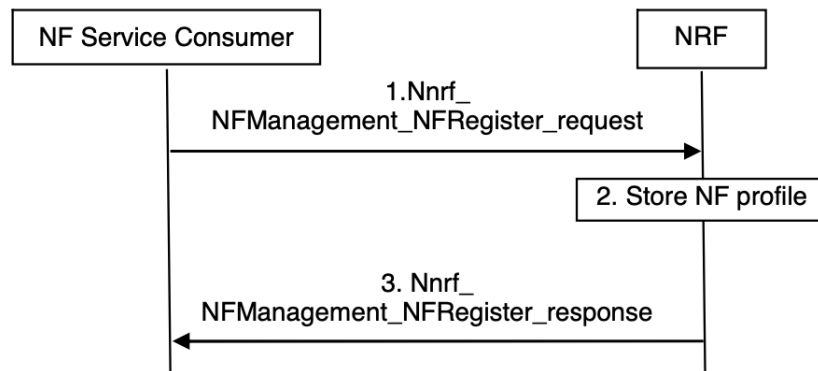 NF Service Consumer
NRF
1.Nnrf_
NFManagement_NFRegister_request
2. Store NF profile
3. Nnrf_
NFManagement_NFRegister_response